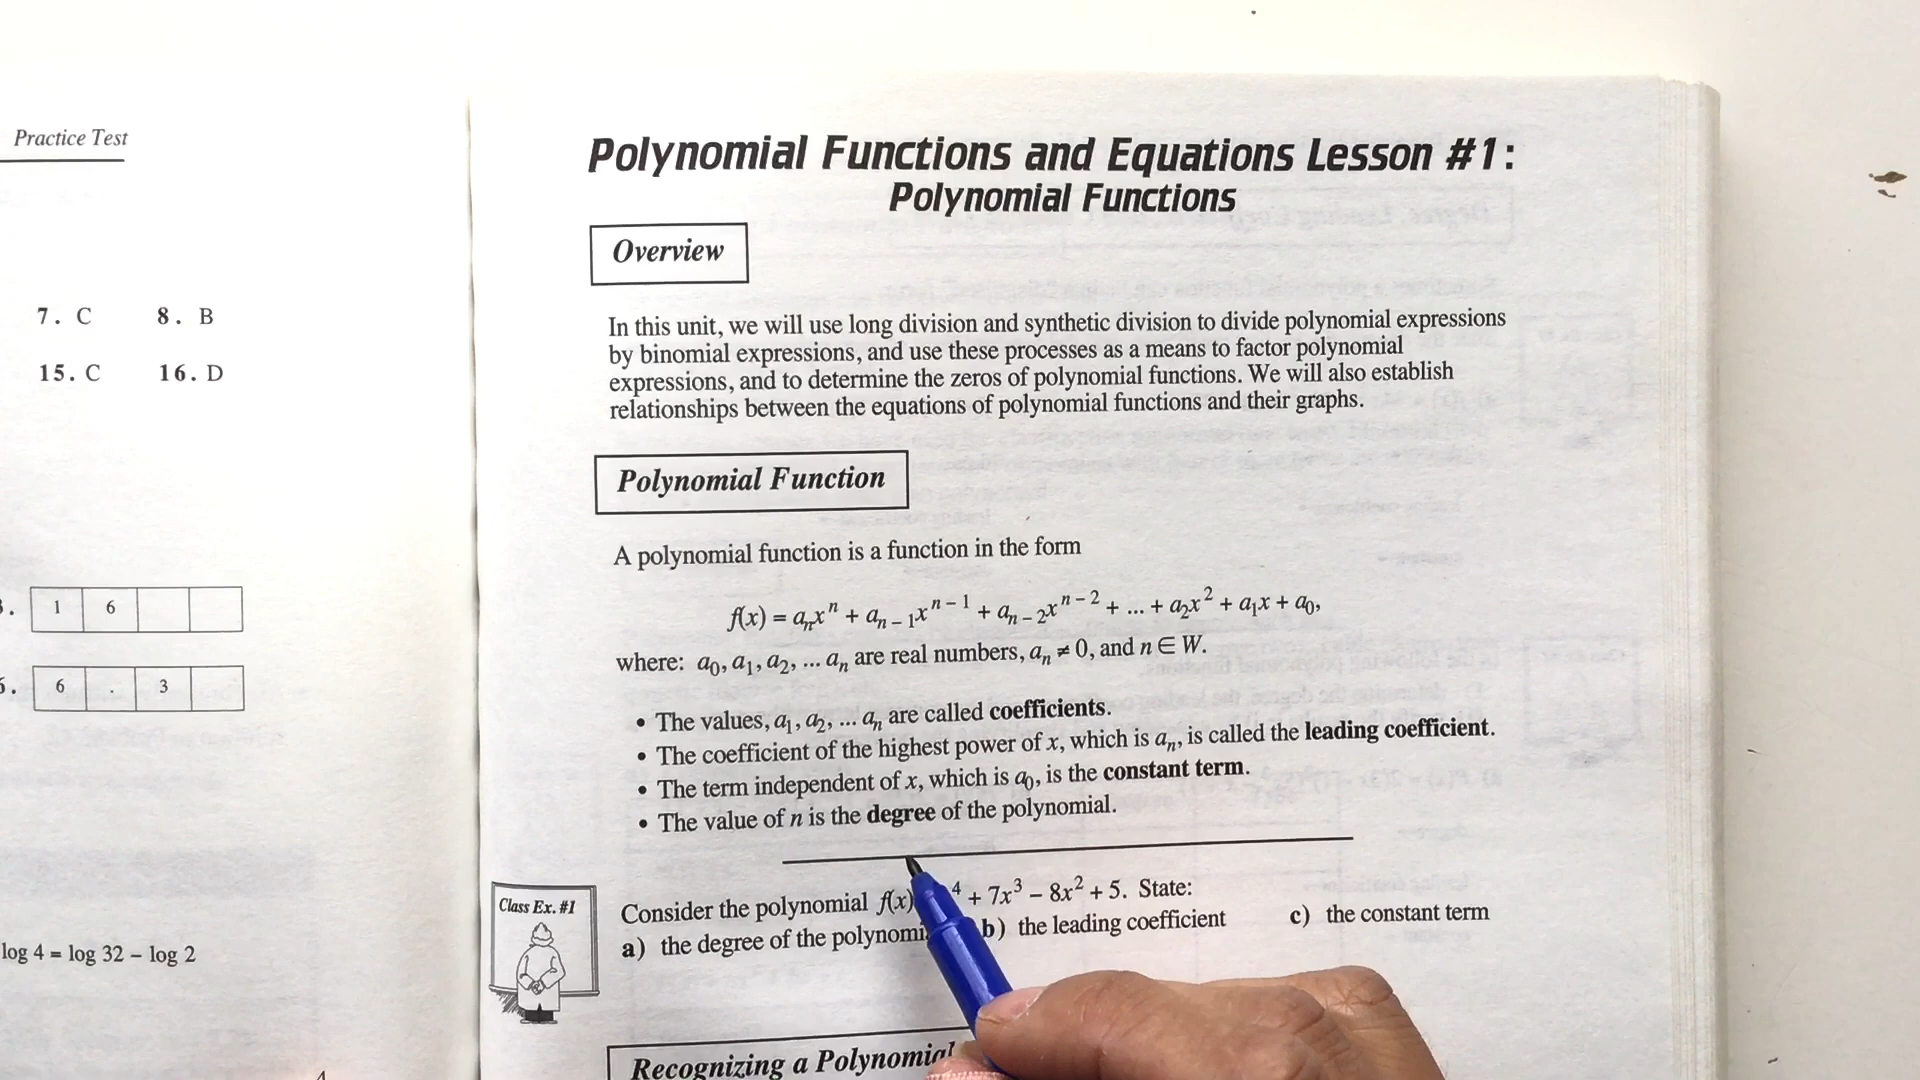 Practice Test
7. C 8. B
15. C 16. D
1 6
6 . 3
log 4 = log 32 – log 2
Polynomial Functions and Equations Lesson #1:
Polynomial Functions
Overview
In this unit, we will use long division and synthetic division to divide polynomial expressions
by binomial expressions, and use these processes as a means to factor polynomial
expressions, and to determine the zeros of polynomial functions. We will also establish
relationships between the equations of polynomial functions and their graphs.
Polynomial Function
A polynomial function is a function in the form
f(x) = aₙxⁿ + aₙ₋₁xⁿ⁻¹ + aₙ₋₂xⁿ⁻² + ... + a₂x² + a₁x + a₀,
where: a₀, a₁, a₂, ... aₙ are real numbers, aₙ ≠ 0, and n ∈ W.
• The values, a₁, a₂, ... aₙ are called coefficients.
• The coefficient of the highest power of x, which is aₙ, is called the leading coefficient.
• The term independent of x, which is a₀, is the constant term.
• The value of n is the degree of the polynomial.
Class Ex. #1
Consider the polynomial f(x) ⁴ + 7x³ – 8x² + 5. State:
a) the degree of the b) the leading coefficient c) the constant term
Recognizing a Polynomial